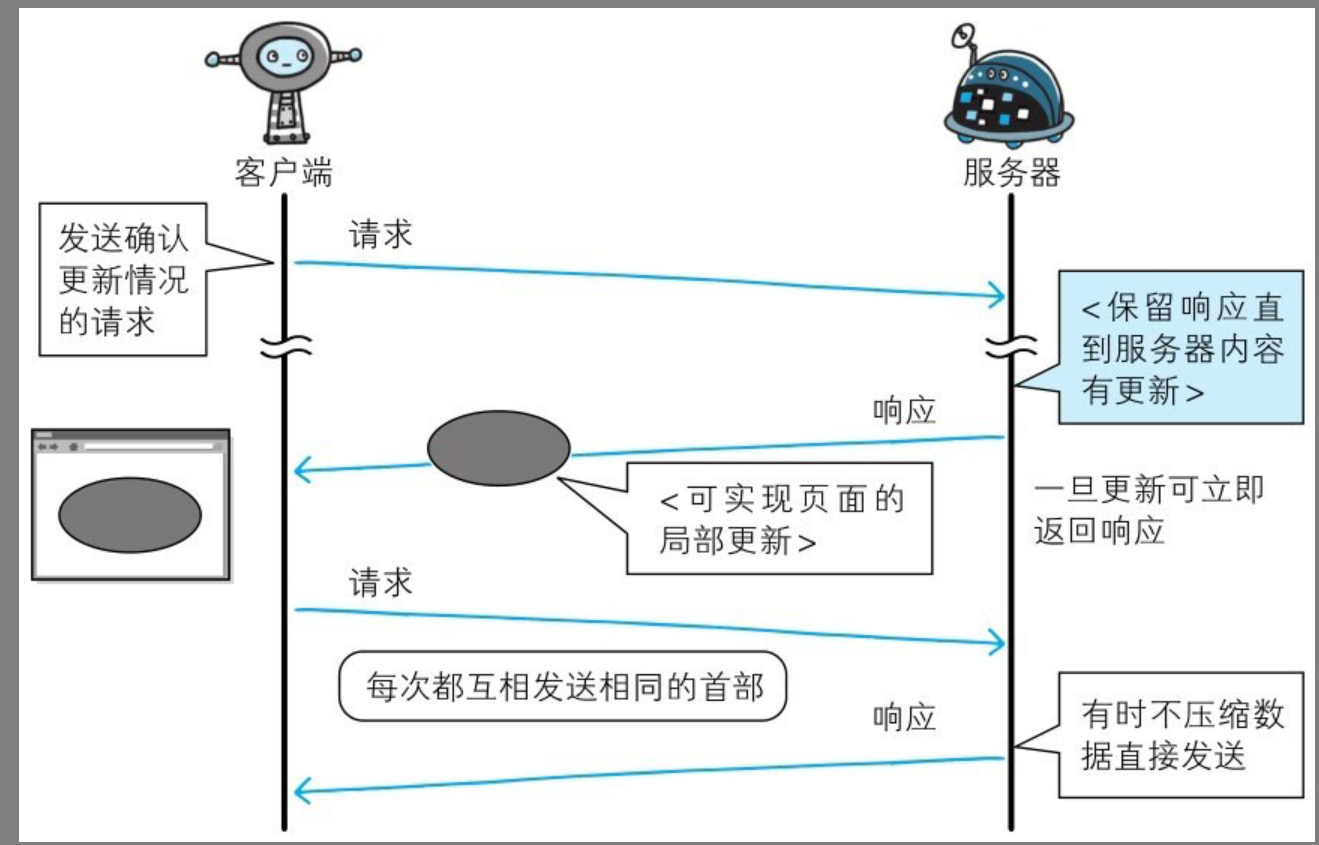 客户端
服务器
发送确认
更新情况
的请求
请求
<保留响应直
到服务器内容
有更新>
响应
<可实现页面的
局部更新>
一旦更新可立即
返回响应
请求
每次都互相发送相同的首部
响应
有时不压缩数
据直接发送